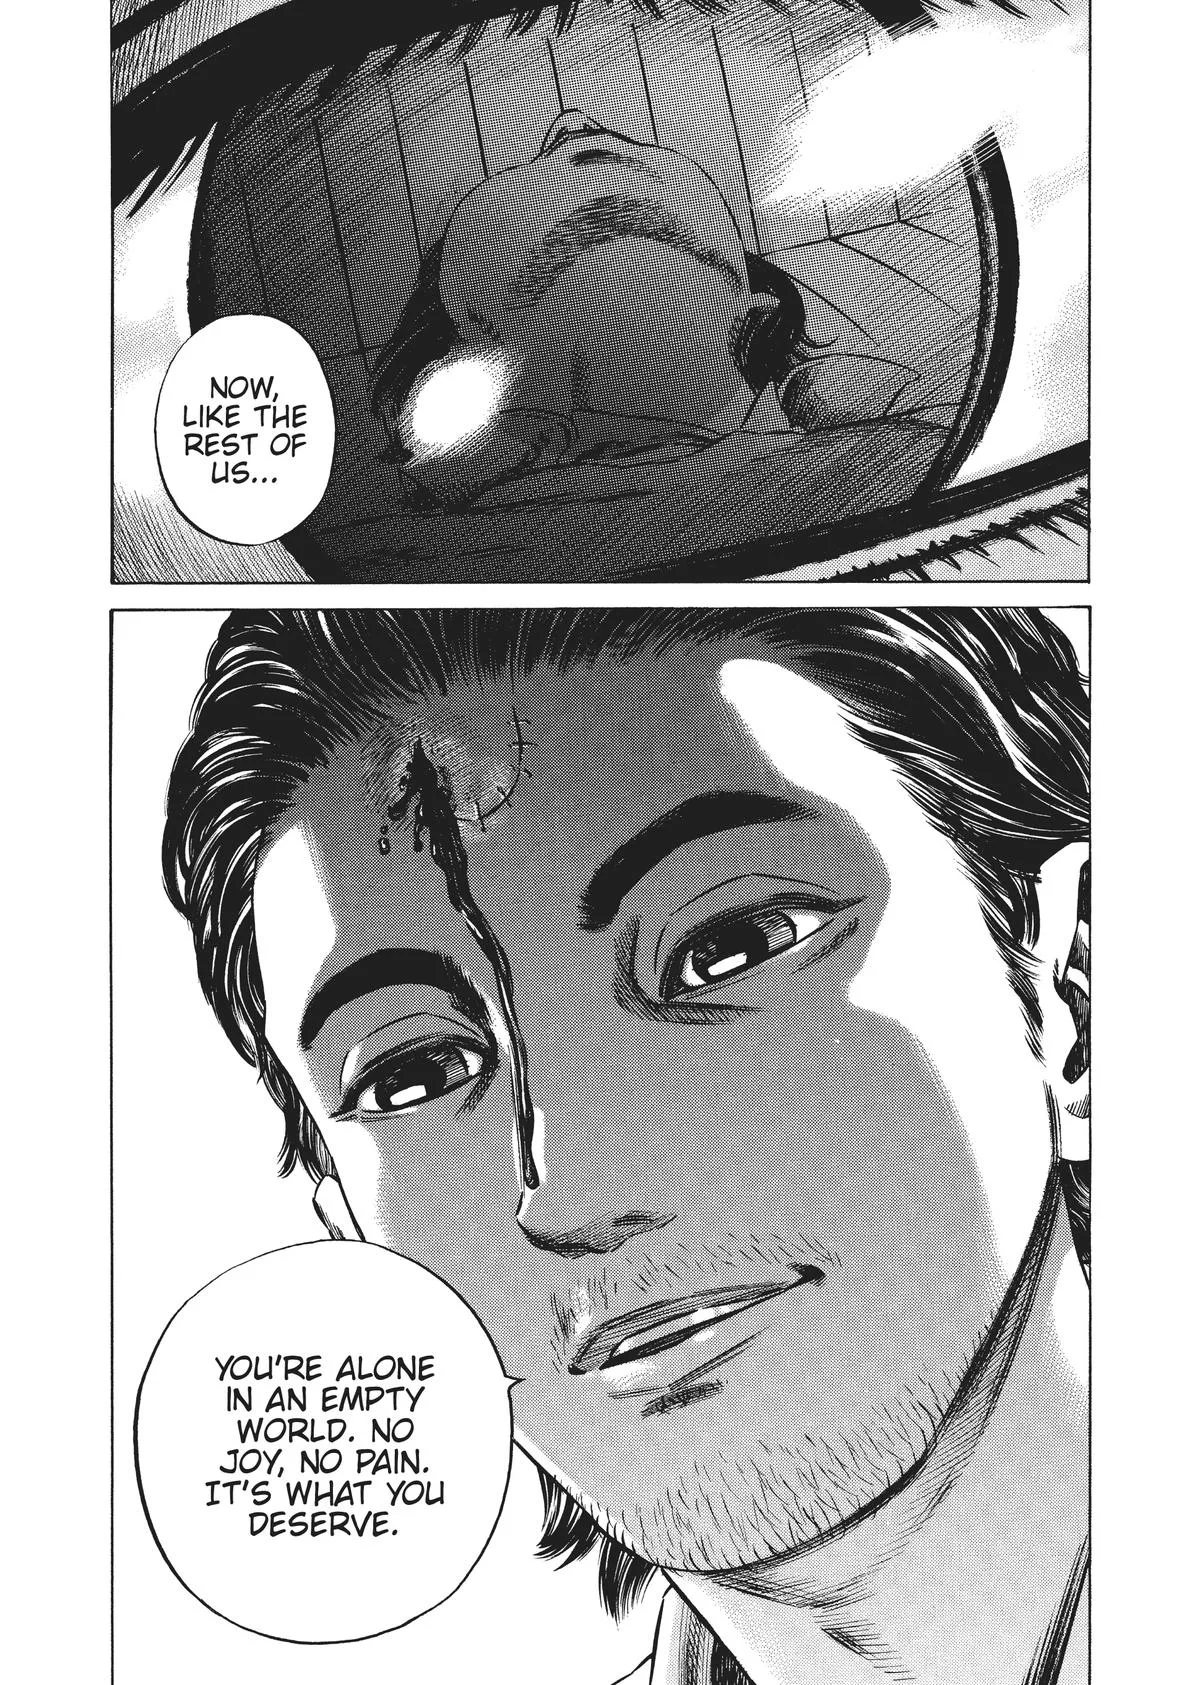 NOW,
LIKE THE
REST OF
US...
YOU'RE ALONE
IN AN EMPTY
WORLD. NO
JOY, NO PAIN.
IT'S WHAT YOU
DESERVE.